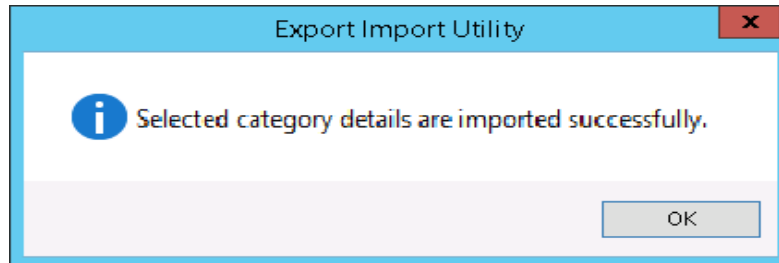 Export Import Utility
x
Selected category details are imported successfully.
OK